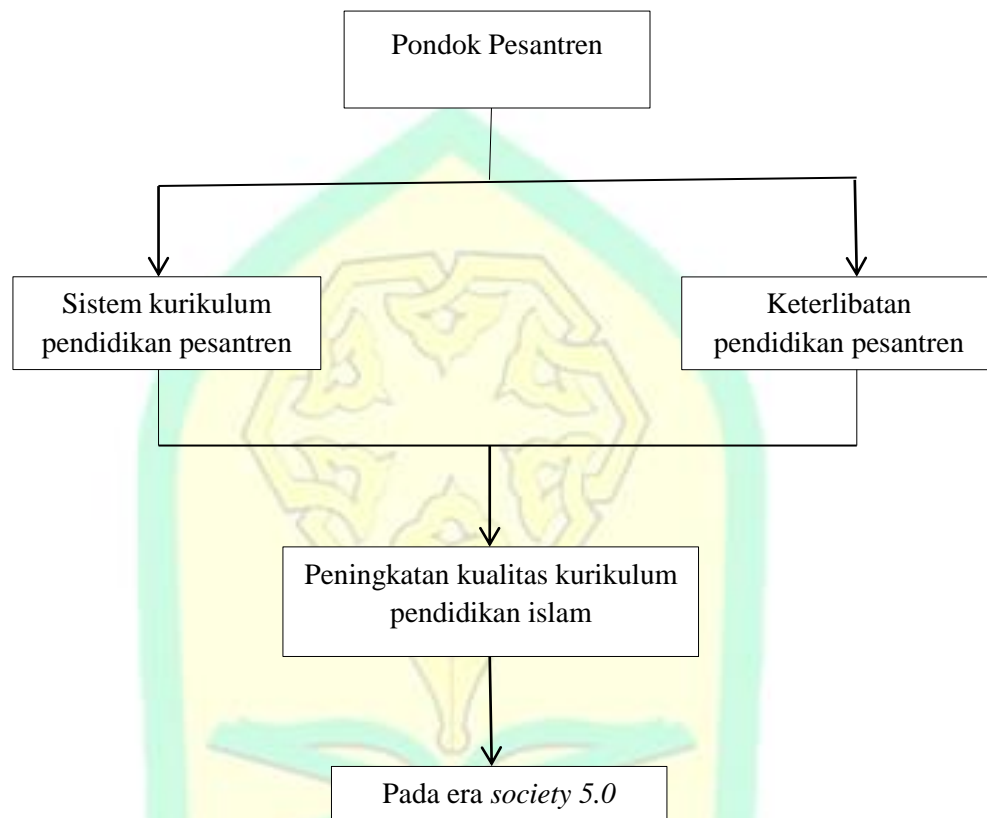 Pondok Pesantren
Sistem kurikulum
pendidikan pesantren
Keterlibatan
pendidikan pesantren
Peningkatan kualitas kurikulum
pendidikan islam
Pada era society 5.0